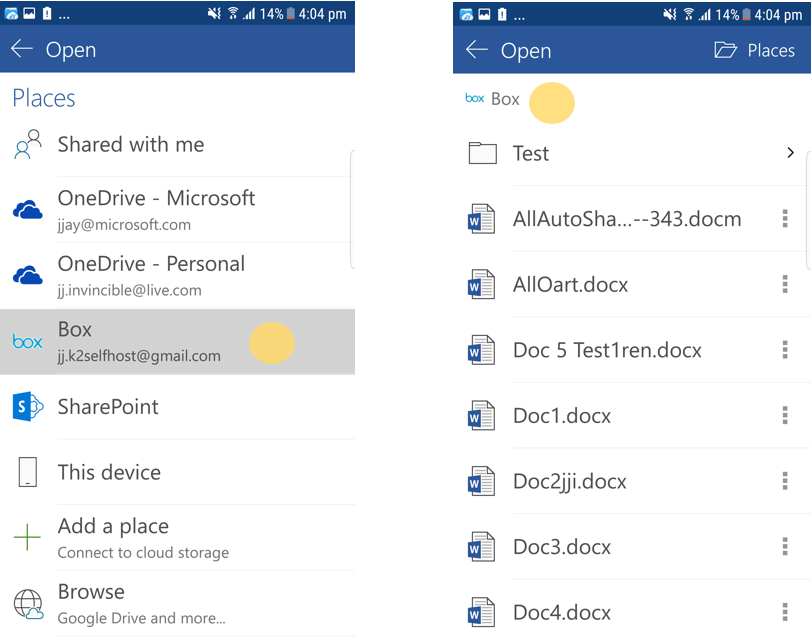 ... 14% 4:04 pm
Open
Places
Shared with me
OneDrive - Microsoft
jjay@microsoft.com
OneDrive - Personal
jj.invincible@live.com
box
Box
jj.k2selfhost@gmail.com
S
SharePoint
This device
Add a place
Connect to cloud storage
Browse
Google Drive and more...
... 14% 4:04 pm
Open Places
box Box
Test
W AllAutoSha...--343.docm
W AllOart.docx
W Doc 5 Test1ren.docx
W Doc1.docx
W Doc2jji.docx
W Doc3.docx
W Doc4.docx